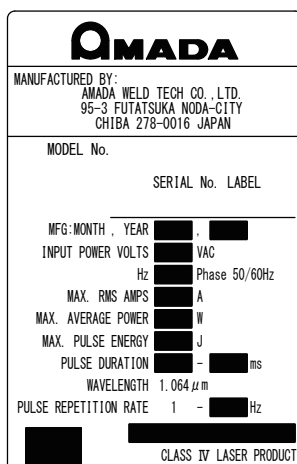 AMADA
MANUFACTURED BY:
AMADA WELD TECH CO.,LTD.
95-3 FUTATSUKA NODA-CITY
CHIBA 278-0016 JAPAN
MODEL No.
SERIAL No. LABEL
MFG:MONTH , YEAR ,
INPUT POWER VOLTS VAC
Hz Phase 50/60Hz
MAX. RMS AMPS A
MAX. AVERAGE POWER W
MAX. PULSE ENERGY J
PULSE DURATION - ms
WAVELENGTH 1.064μm
PULSE REPETITION RATE 1 - Hz
CLASS Ⅳ LASER PRODUCT